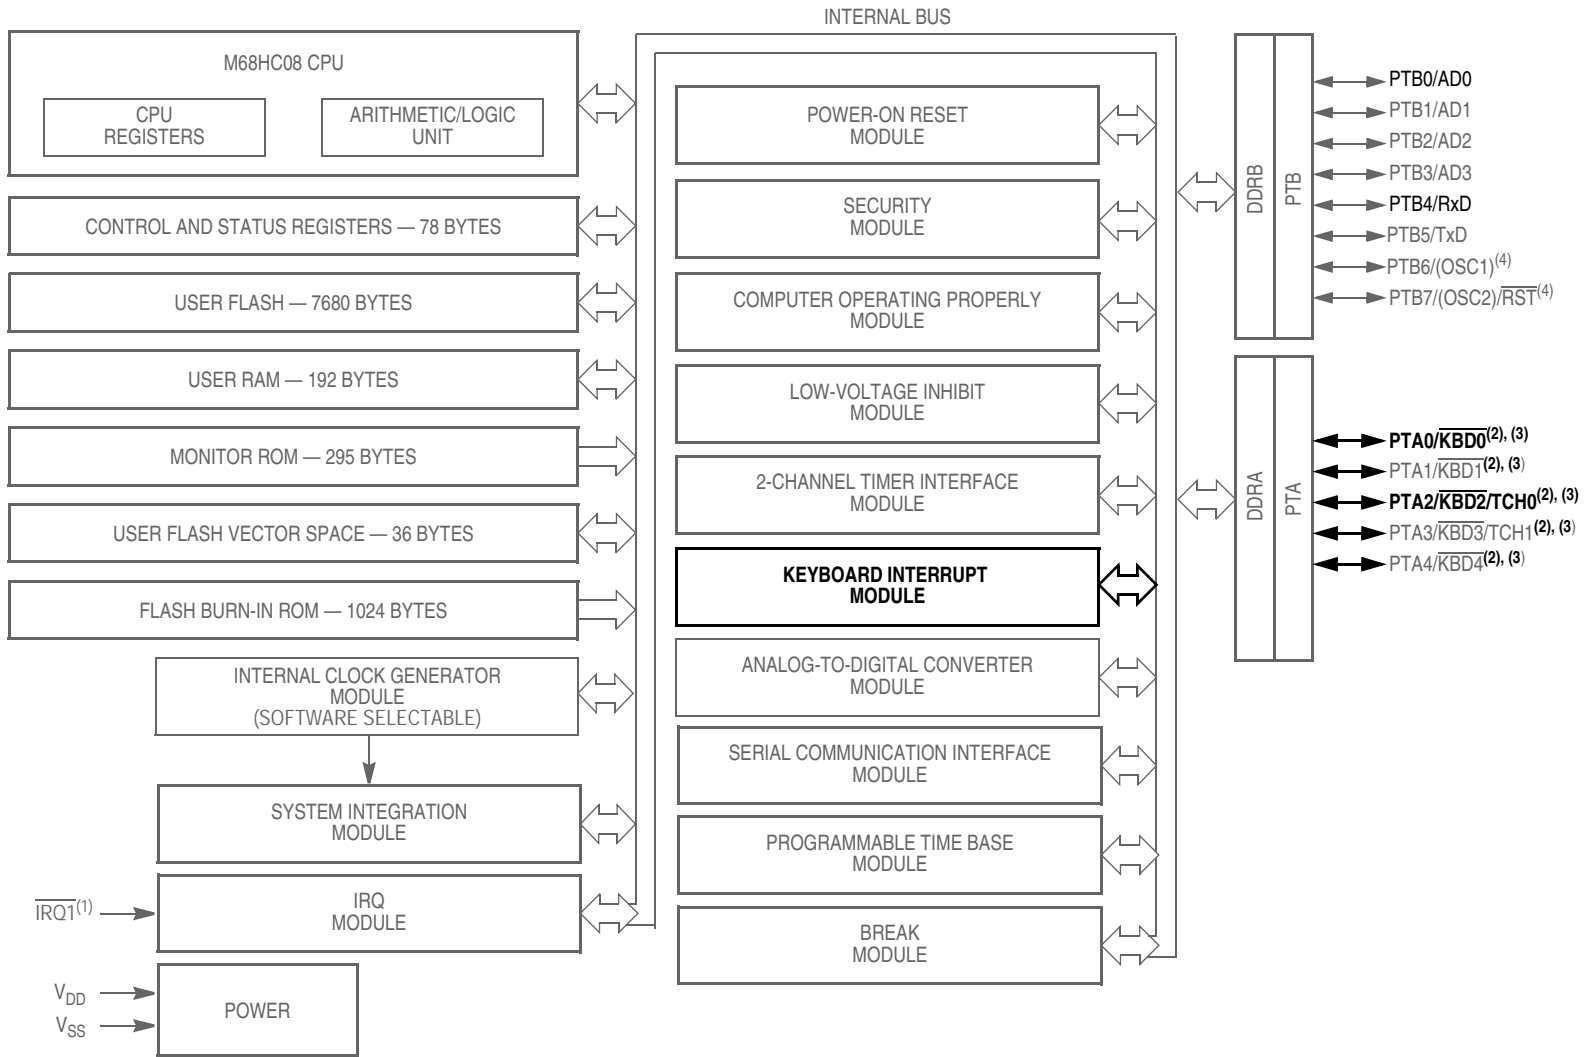 INTERNAL BUS
M68HC08 CPU
CPU
REGISTERS
ARITHMETIC/LOGIC
UNIT
CONTROL AND STATUS REGISTERS — 78 BYTES
USER FLASH — 7680 BYTES
USER RAM — 192 BYTES
MONITOR ROM — 295 BYTES
USER FLASH VECTOR SPACE — 36 BYTES
FLASH BURN-IN ROM — 1024 BYTES
INTERNAL CLOCK GENERATOR
MODULE
(SOFTWARE SELECTABLE)
SYSTEM INTEGRATION
MODULE
IRQ1(1)
IRQ
MODULE
VDD
VSS
POWER
POWER-ON RESET
MODULE
SECURITY
MODULE
COMPUTER OPERATING PROPERLY
MODULE
LOW-VOLTAGE INHIBIT
MODULE
2-CHANNEL TIMER INTERFACE
MODULE
KEYBOARD INTERRUPT
MODULE
ANALOG-TO-DIGITAL CONVERTER
MODULE
SERIAL COMMUNICATION INTERFACE
MODULE
PROGRAMMABLE TIME BASE
MODULE
BREAK
MODULE
DDRB
PTB
PTB0/AD0
PTB1/AD1
PTB2/AD2
PTB3/AD3
PTB4/RxD
PTB5/TxD
PTB6/(OSC1)(4)
PTB7/(OSC2)/RST(4)
DDRA
PTA
PTA0/KBD0(2), (3)
PTA1/KBD1(2), (3)
PTA2/KBD2/TCH0(2), (3)
PTA3/KBD3/TCH1(2), (3)
PTA4/KBD4(2), (3)